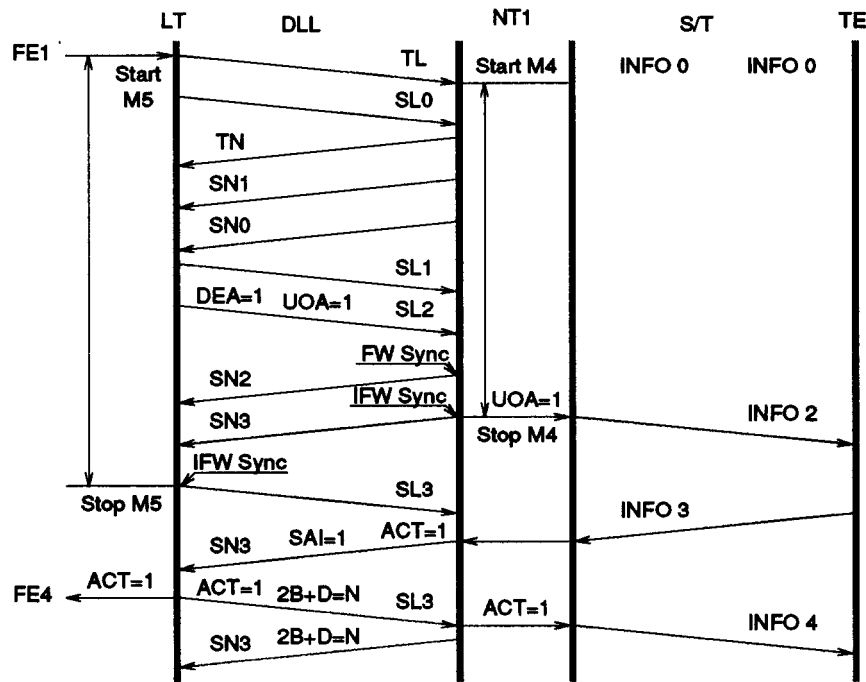 LT DLL NT1 S/T TE
FE1 TL Start M4 INFO 0 INFO 0
Start
M5 SL0
TN
SN1
SN0
SL1
DEA=1 UOA=1 SL2
FW Sync
SN2
IFW Sync UOA=1
SN3 Stop M4 INFO 2
IFW Sync
Stop M5 SL3
INFO 3
SN3 SAI=1 ACT=1
ACT=1
FE4 ACT=1 2B+D=N SL3 ACT=1
SN3 2B+D=N INFO 4